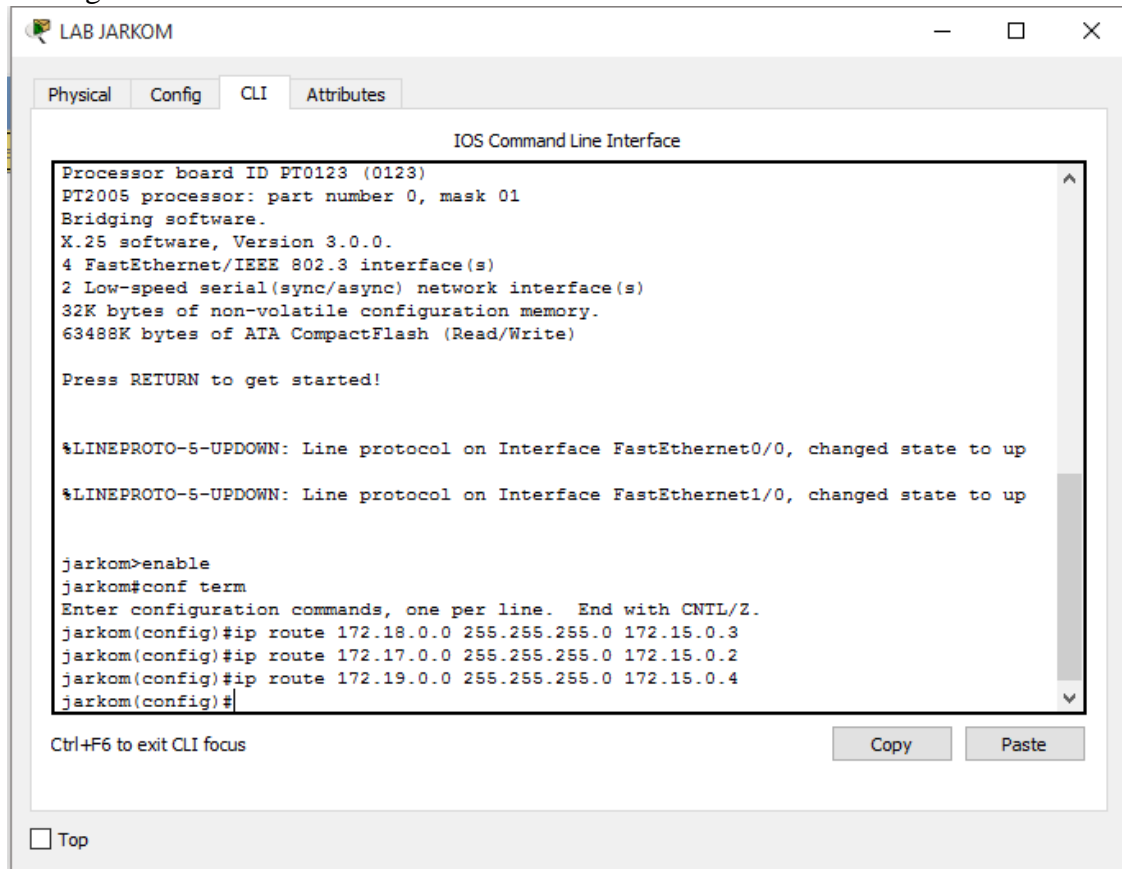 LAB JARKOM
Physical Config CLI Attributes
IOS Command Line Interface
Processor board ID PT0123 (0123)
PT2005 processor: part number 0, mask 01
Bridging software.
X.25 software, Version 3.0.0.
4 FastEthernet/IEEE 802.3 interface(s)
2 Low-speed serial(sync/async) network interface(s)
32K bytes of non-volatile configuration memory.
63488K bytes of ATA CompactFlash (Read/Write)
Press RETURN to get started!
%LINEPROTO-5-UPDOWN: Line protocol on Interface FastEthernet0/0, changed state to up
%LINEPROTO-5-UPDOWN: Line protocol on Interface FastEthernet1/0, changed state to up
jarkom>enable
jarkom#conf term
Enter configuration commands, one per line.  End with CNTL/Z.
jarkom(config)#ip route 172.18.0.0 255.255.255.0 172.15.0.3
jarkom(config)#ip route 172.17.0.0 255.255.255.0 172.15.0.2
jarkom(config)#ip route 172.19.0.0 255.255.255.0 172.15.0.4
jarkom(config)#
Ctrl+F6 to exit CLI focus
Copy Paste
Top